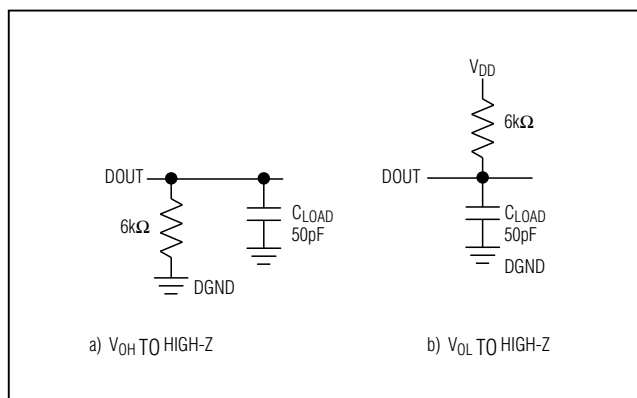 DOUT
6kΩ
DGND
CLOAD
50pF
a) VOH TO HIGH-Z
VDD
6kΩ
DOUT
CLOAD
50pF
DGND
b) VOL TO HIGH-Z